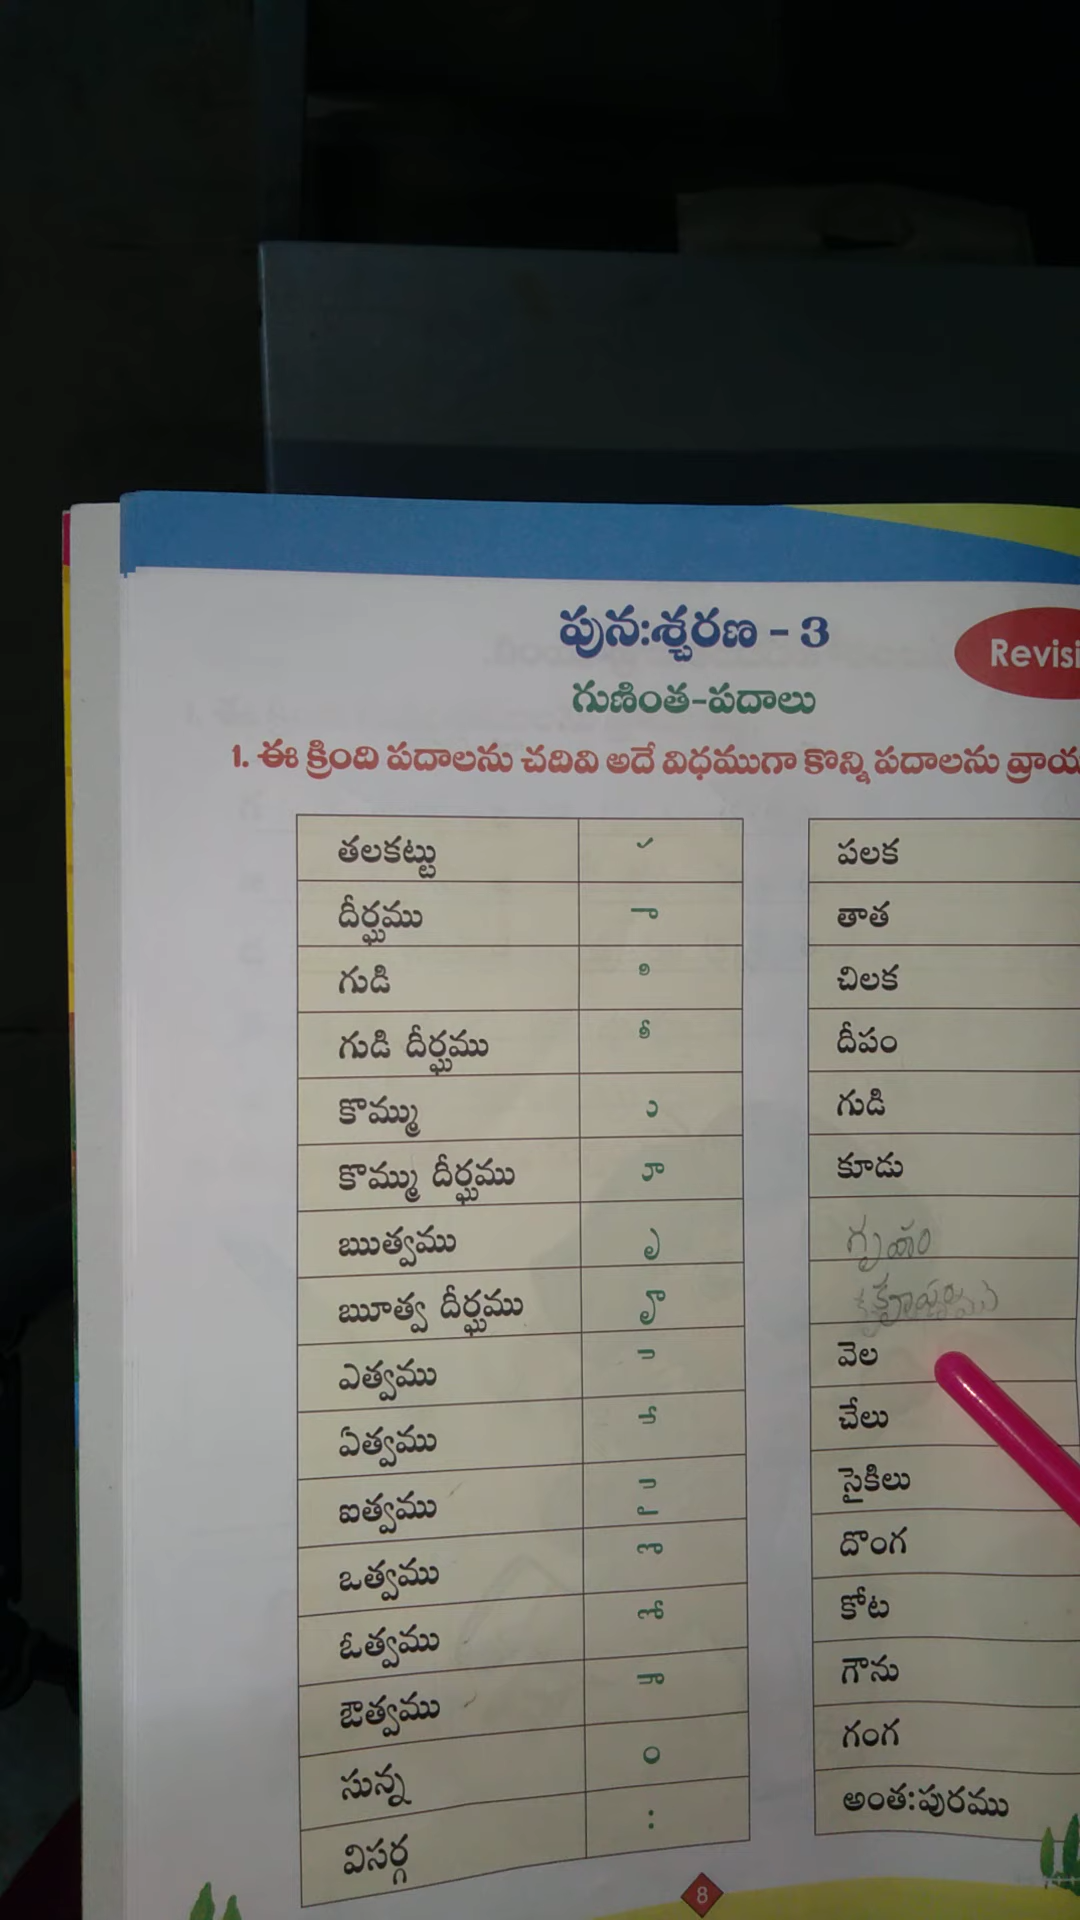 పున:శ్చరణ - 3
Revisi
గుణింత-పదాలు
1. ఈ క్రింది పదాలను చదివి అదే విధముగా కొన్ని పదాలను వ్రాయ
తలకట్టు ✓ పలక
దీర్ఘము ా తాత
గుడి ి చిలక
గుడి దీర్ఘము ీ దీపం
కొమ్ము ు గుడి
కొమ్ము దీర్ఘము ూ కూడు
ఋత్వము ృ గృహం
ౠత్వ దీర్ఘము ౄ
ఎత్వము ె వెల
ఏత్వము ే చేలు
ఐత్వము ై సైకిలు
ఒత్వము ొ దొంగ
ఓత్వము ో కోట
ఔత్వము ౌ గౌను
సున్న ం గంగ
విసర్గ : అంత:పురము
8